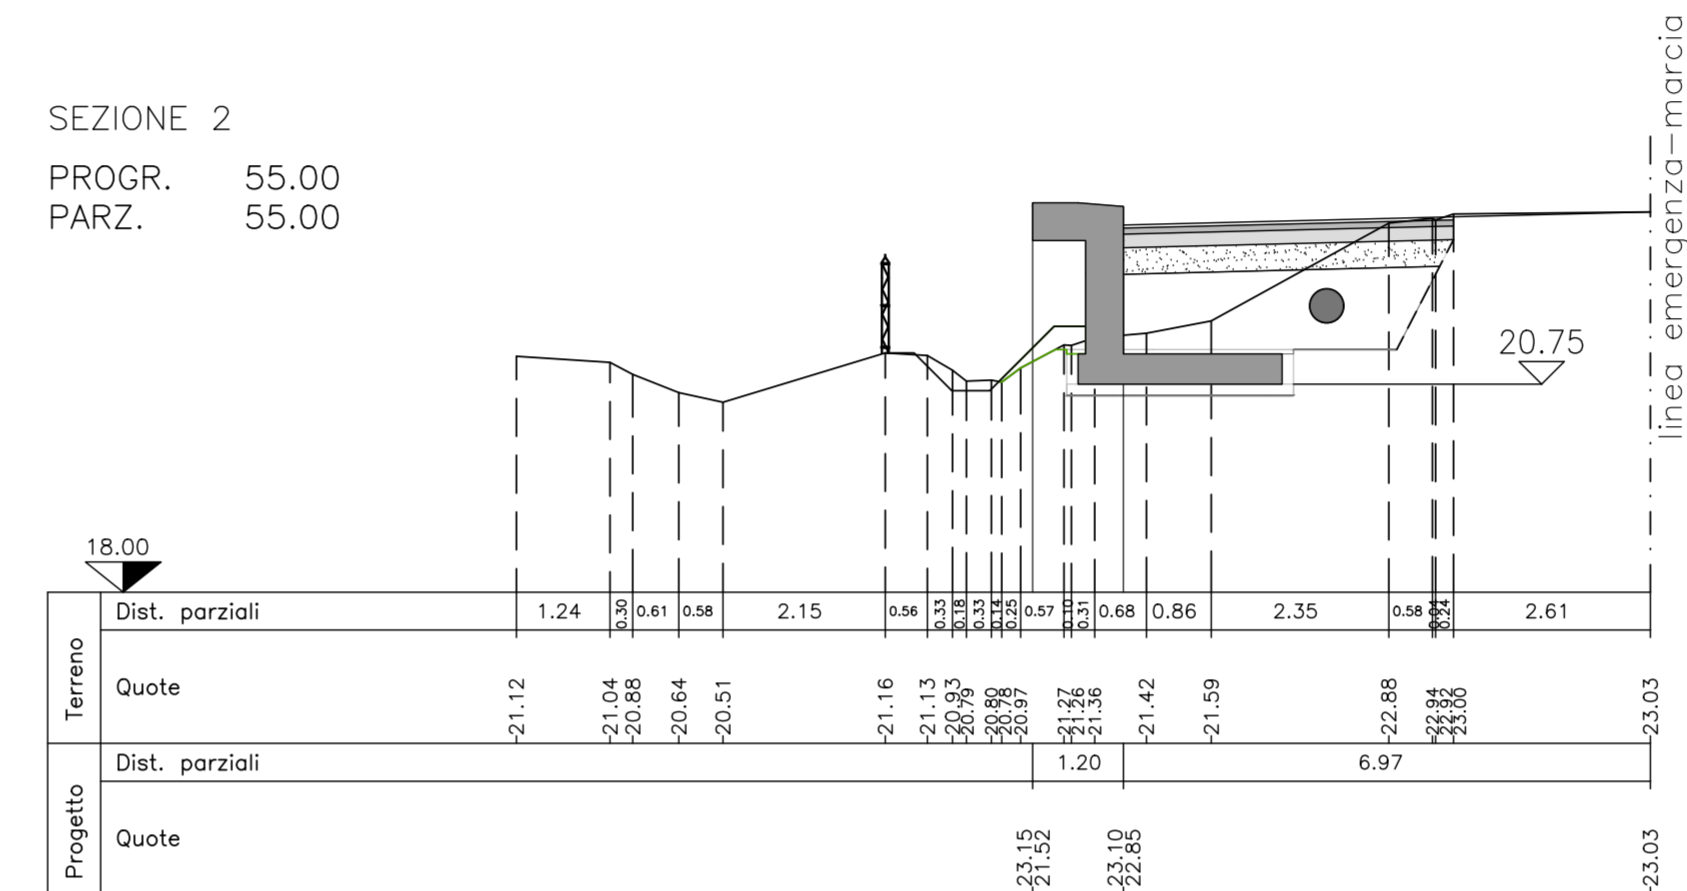 SEZIONE 2
PROGR. 55.00
PARZ. 55.00
linea emergenza-marcia
20.75
18.00
Terreno
Dist. parziali 1.24 0.30 0.61 0.58 2.15 0.56 0.33 0.18 0.33 0.14 0.25 0.57 0.10 0.31 0.68 0.86 2.35 0.58 0.04 0.24 2.61
Quote 21.12 21.04 20.88 20.64 20.51 21.16 21.13 20.93 20.79 20.80 20.78 20.97 21.27 21.26 21.36 21.42 21.59 22.88 22.94 22.92 23.00 23.03
Progetto
Dist. parziali 1.20 6.97
Quote 23.15 21.52 23.10 22.85 23.03